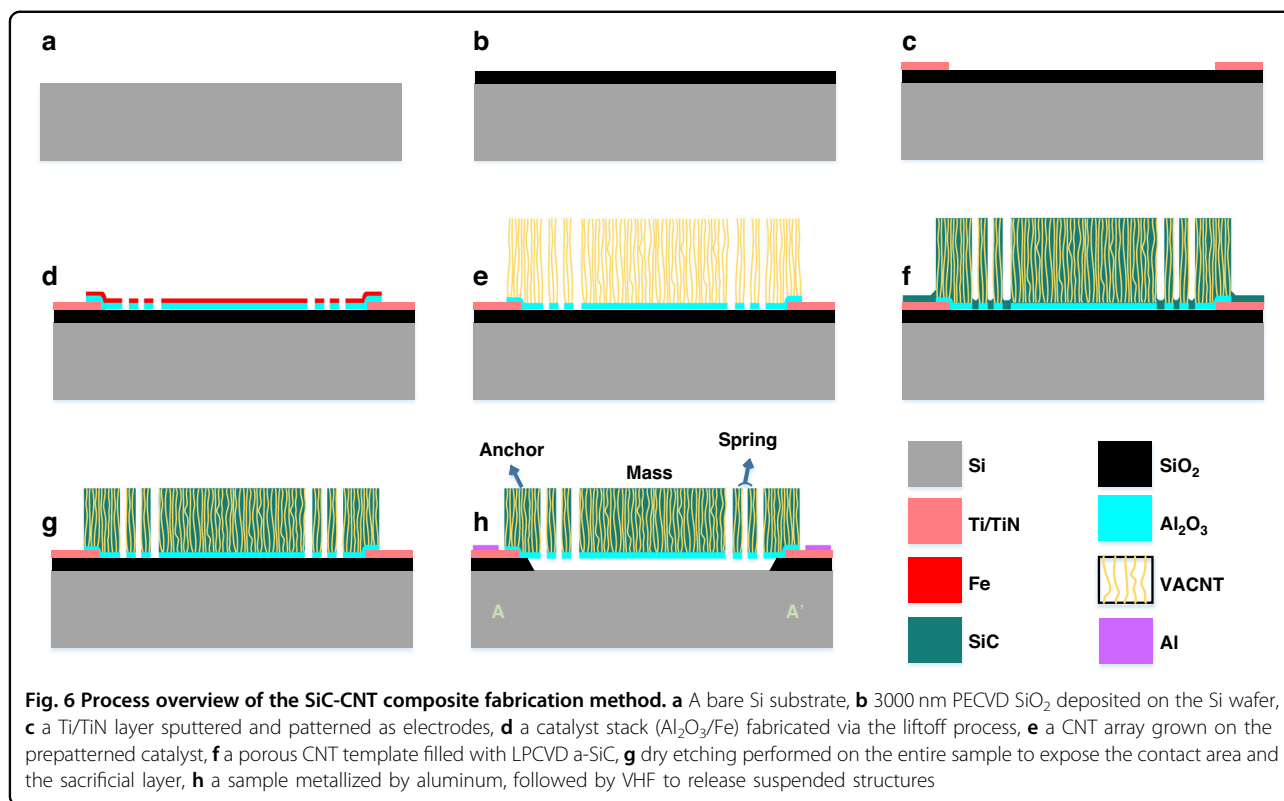 a
b
c
d
e
f
Anchor
Mass
Spring
g
h
A
A'
Si
SiO₂
Ti/TiN
Al₂O₃
Fe
VACNT
SiC
Al
Fig. 6 Process overview of the SiC-CNT composite fabrication method. a A bare Si substrate, b 3000 nm PECVD SiO₂ deposited on the Si wafer,
c a Ti/TiN layer sputtered and patterned as electrodes, d a catalyst stack (Al₂O₃/Fe) fabricated via the liftoff process, e a CNT array grown on the
prepatterned catalyst, f a porous CNT template filled with LPCVD a-SiC, g dry etching performed on the entire sample to expose the contact area and
the sacrificial layer, h a sample metallized by aluminum, followed by VHF to release suspended structures